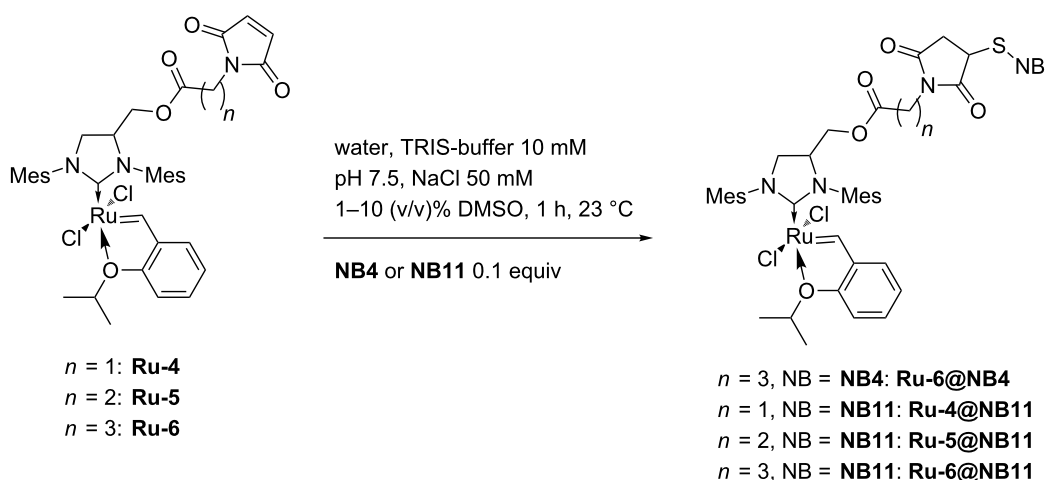 O
N
O
O
O
n
N N
Mes Mes
Cl
Ru
Cl
O
n = 1: Ru-4
n = 2: Ru-5
n = 3: Ru-6
water, TRIS-buffer 10 mM
pH 7.5, NaCl 50 mM
1–10 (v/v)% DMSO, 1 h, 23 °C
NB4 or NB11 0.1 equiv
O
S
NB
N
O
O
O
n
N N
Mes Mes
Cl
Ru
Cl
O
n = 3, NB = NB4: Ru-6@NB4
n = 1, NB = NB11: Ru-4@NB11
n = 2, NB = NB11: Ru-5@NB11
n = 3, NB = NB11: Ru-6@NB11